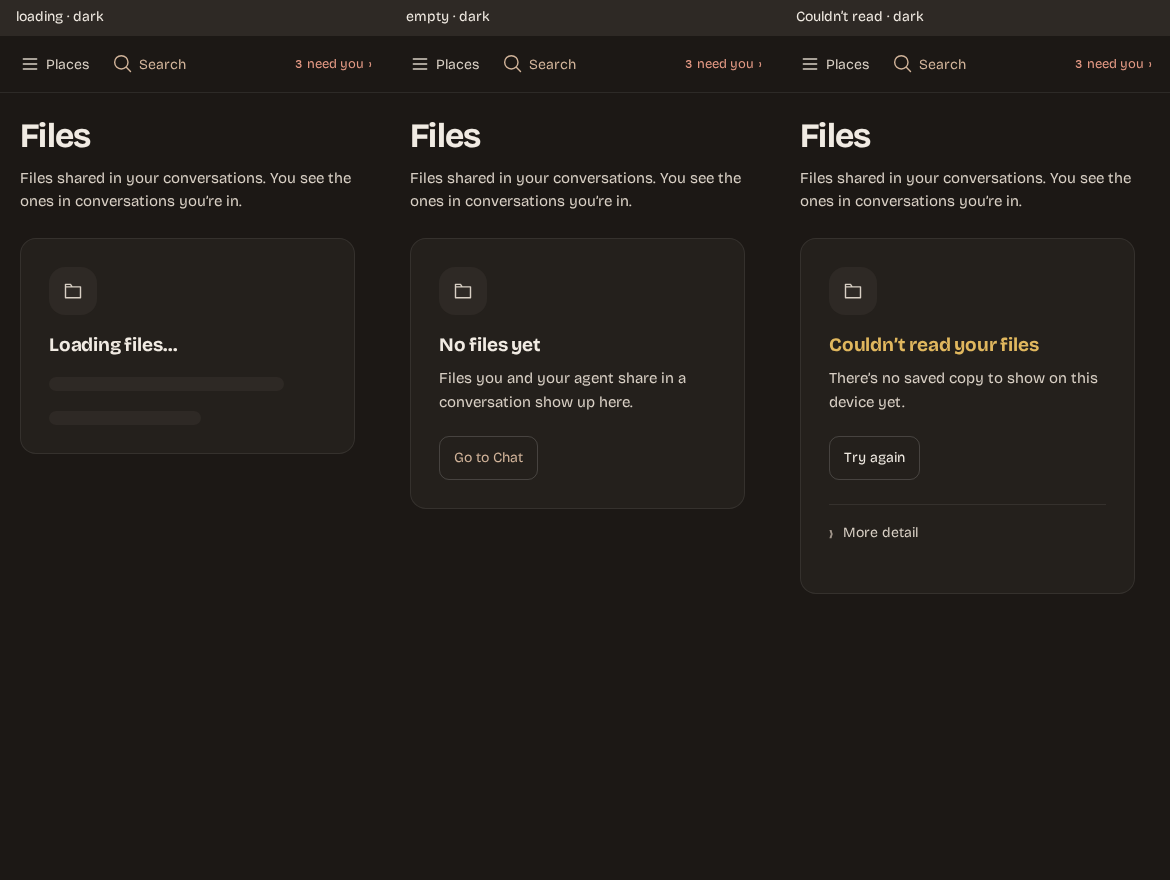 loading · dark
Places
Search
3 need you ›
Files
Files shared in your conversations. You see the
ones in conversations you’re in.
Loading files…
empty · dark
Places
Search
3 need you ›
Files
Files shared in your conversations. You see the
ones in conversations you’re in.
No files yet
Files you and your agent share in a
conversation show up here.
Go to Chat
Couldn’t read · dark
Places
Search
3 need you ›
Files
Files shared in your conversations. You see the
ones in conversations you’re in.
Couldn’t read your files
There’s no saved copy to show on this
device yet.
Try again
› More detail